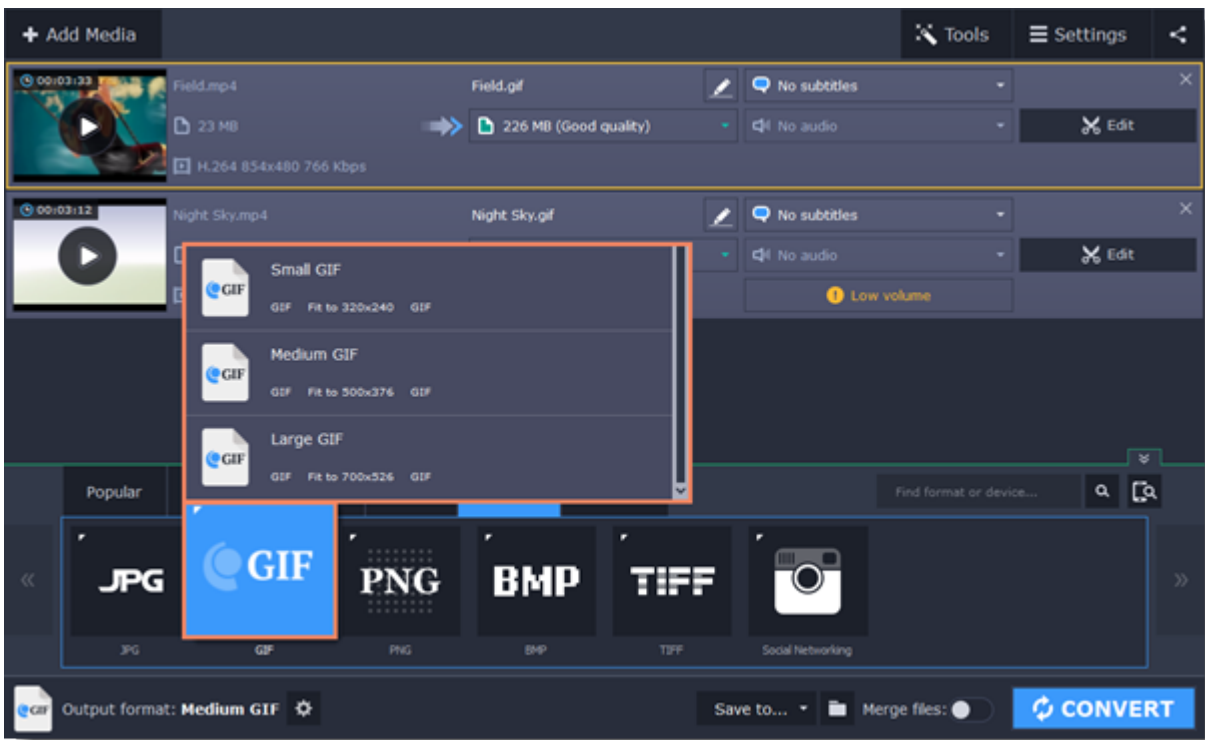 Add Media
Tools
Settings
00:03:33
Field.mp4
Field.gif
No subtitles
23 MB
226 MB (Good quality)
No audio
Edit
H.264 854x480 766 Kbps
00:03:12
Night Sky.mp4
Night Sky.gif
No subtitles
No audio
Edit
Low volume
GIF
Small GIF
GIF Fit to 320x240 GIF
GIF
Medium GIF
GIF Fit to 500x376 GIF
GIF
Large GIF
GIF Fit to 700x526 GIF
Popular
Find format or device...
JPG
GIF
PNG
BMP
TIFF
JPG
GIF
PNG
BMP
TIFF
Social Networking
GIF
Output format: Medium GIF
Save to...
Merge files:
CONVERT